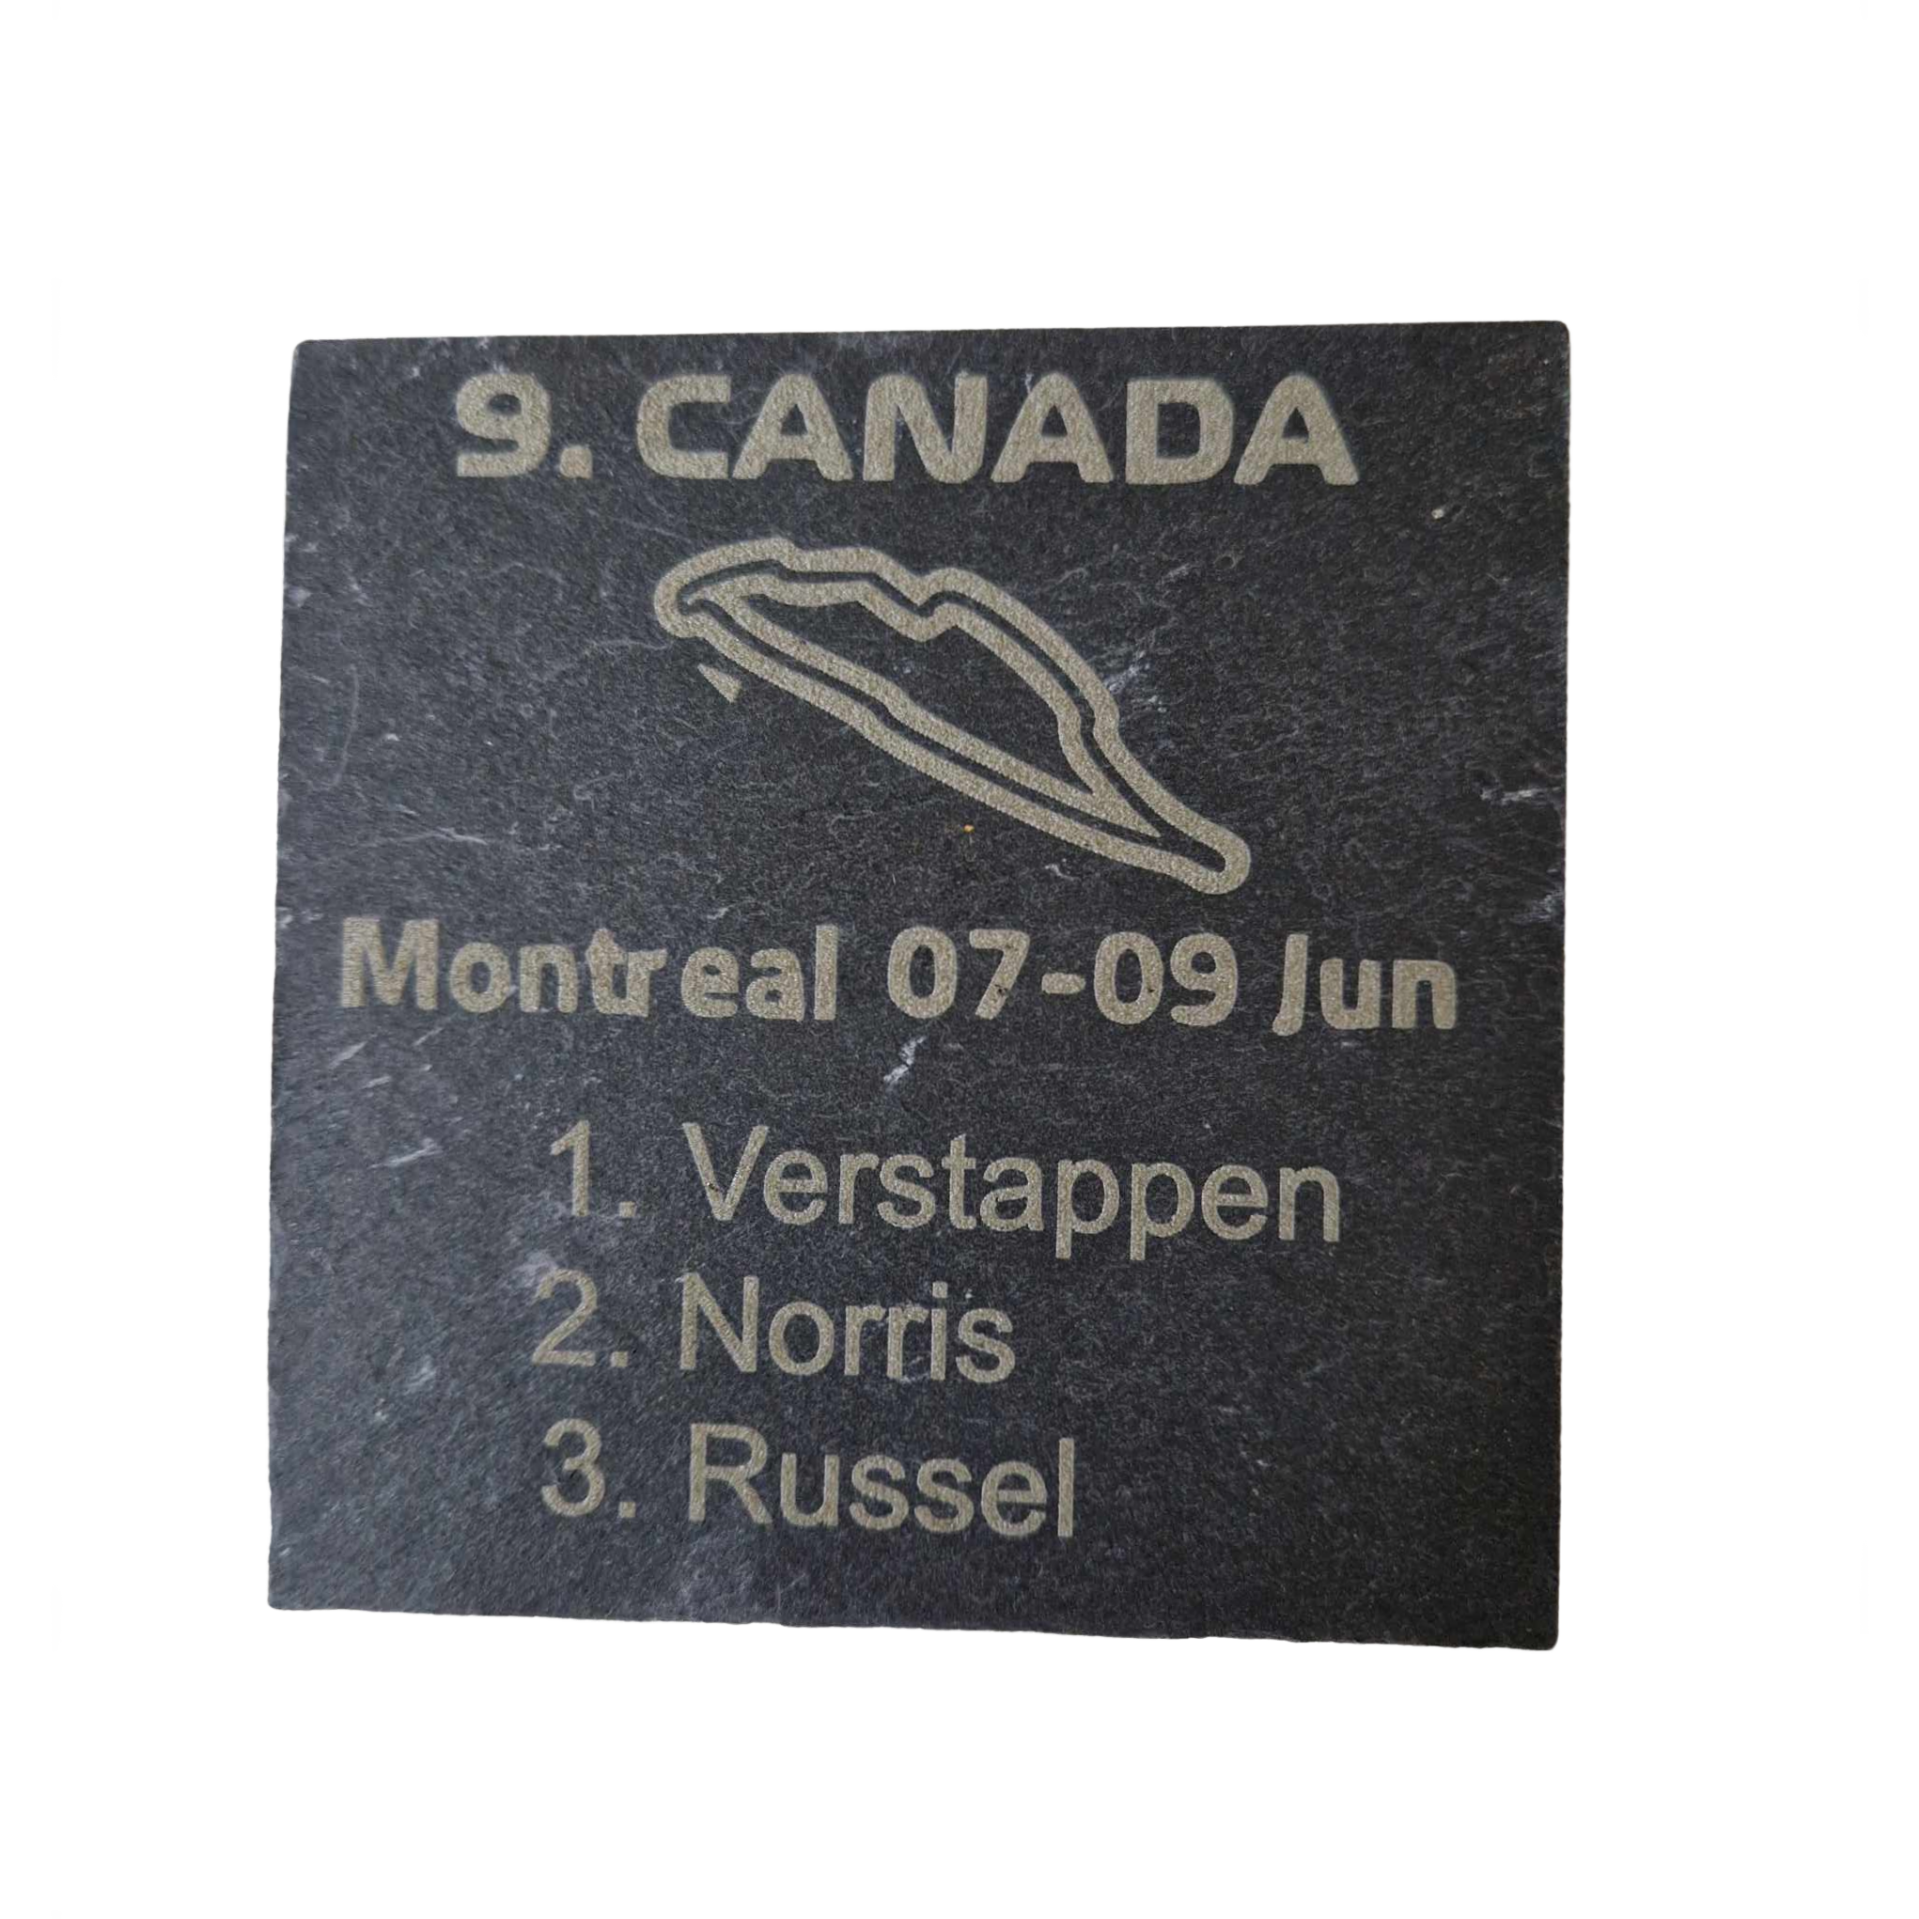 9. CANADA
Montreal 07-09 Jun
1. Verstappen
2. Norris
3. Russel